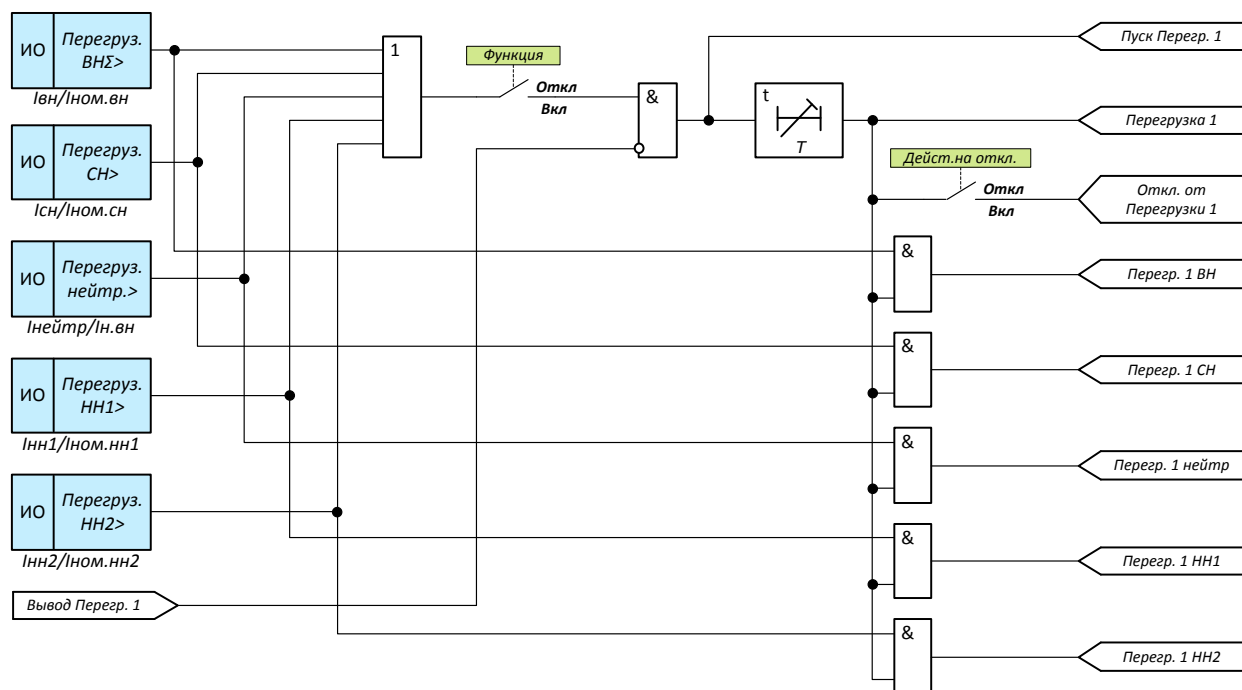 ИО
Перегруз.
ВНΣ>
Iвн/Iном.вн
ИО
Перегруз.
СН>
Iсн/Iном.сн
ИО
Перегруз.
нейтр.>
Iнейтр/Iн.вн
ИО
Перегруз.
НН1>
Iнн1/Iном.нн1
ИО
Перегруз.
НН2>
Iнн2/Iном.нн2
Вывод Перегр. 1
1
Функция
Откл
Вкл
&
t
T
Дейст.на откл.
Откл
Вкл
&
&
&
&
&
Пуск Перегр. 1
Перегрузка 1
Откл. от
Перегрузки 1
Перегр. 1 ВН
Перегр. 1 СН
Перегр. 1 нейтр
Перегр. 1 НН1
Перегр. 1 НН2